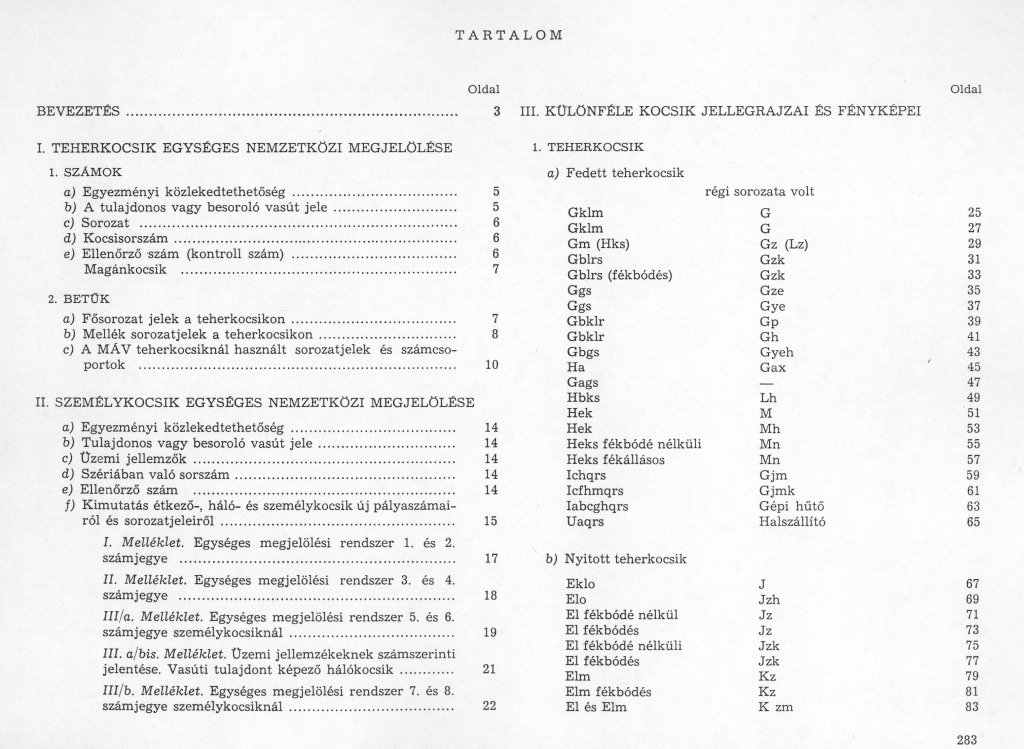 TARTALOM
Oldal
BEVEZETÉS ........ 3
I. TEHERKOCSIK EGYSÉGES NEMZETKÖZI MEGJELÖLÉSE
1. SZÁMOK
a) Egyezményi közlekedtethetőség ........ 5
b) A tulajdonos vagy besoroló vasút jele ........ 5
c) Sorozat ........ 6
d) Kocsisorszám ........ 6
e) Ellenőrző szám (kontroll szám) ........ 6
Magánkocsik ........ 7
2. BETŰK
a) Fősorozat jelek a teherkocsikon ........ 7
b) Mellék sorozatjelek a teherkocsikon ........ 8
c) A MÁV teherkocsiknál használt sorozatjelek és számcso-
portok ........ 10
II. SZEMÉLYKOCSIK EGYSÉGES NEMZETKÖZI MEGJELÖLÉSE
a) Egyezményi közlekedtethetőség ........ 14
b) Tulajdonos vagy besoroló vasút jele ........ 14
c) Üzemi jellemzők ........ 14
d) Szériában való sorszám ........ 14
e) Ellenőrző szám ........ 14
f) Kimutatás étkező-, háló- és személykocsik új pályaszámai-
ról és sorozatjeleiről ........ 15
I. Melléklet. Egységes megjelölési rendszer 1. és 2.
számjegye ........ 17
II. Melléklet. Egységes megjelölési rendszer 3. és 4.
számjegye ........ 18
III/a. Melléklet. Egységes megjelölési rendszer 5. és 6.
számjegye személykocsiknál ........ 19
III. a/bis. Melléklet. Üzemi jellemzékeknek számszerinti
jelentése. Vasúti tulajdont képező hálókocsik ........ 21
III/b. Melléklet. Egységes megjelölési rendszer 7. és 8.
számjegye személykocsiknál ........ 22
Oldal
III. KÜLÖNFÉLE KOCSIK JELLEGRAJZAI ÉS FÉNYKÉPEI
1. TEHERKOCSIK
a) Fedett teherkocsik
régi sorozata volt
Gklm G 25
Gklm G 27
Gm (Hks) Gz (Lz) 29
Gblrs Gzk 31
Gblrs (fékbódés) Gzk 33
Ggs Gze 35
Ggs Gye 37
Gbklr Gp 39
Gbklr Gh 41
Gbgs Gyeh 43
Ha Gax 45
Gags — 47
Hbks Lh 49
Hek M 51
Hek Mh 53
Heks fékbódé nélküli Mn 55
Heks fékállásos Mn 57
Ichqrs Gjm 59
Icfhmqrs Gjmk 61
Iabcghqrs Gépi hűtő 63
Uaqrs Halszállító 65
b) Nyitott teherkocsik
Eklo J 67
Elo Jzh 69
El fékbódé nélkül Jz 71
El fékbódés Jz 73
El fékbódé nélküli Jzk 75
El fékbódés Jzk 77
Elm Kz 79
Elm fékbódés Kz 81
El és Elm K zm 83
283